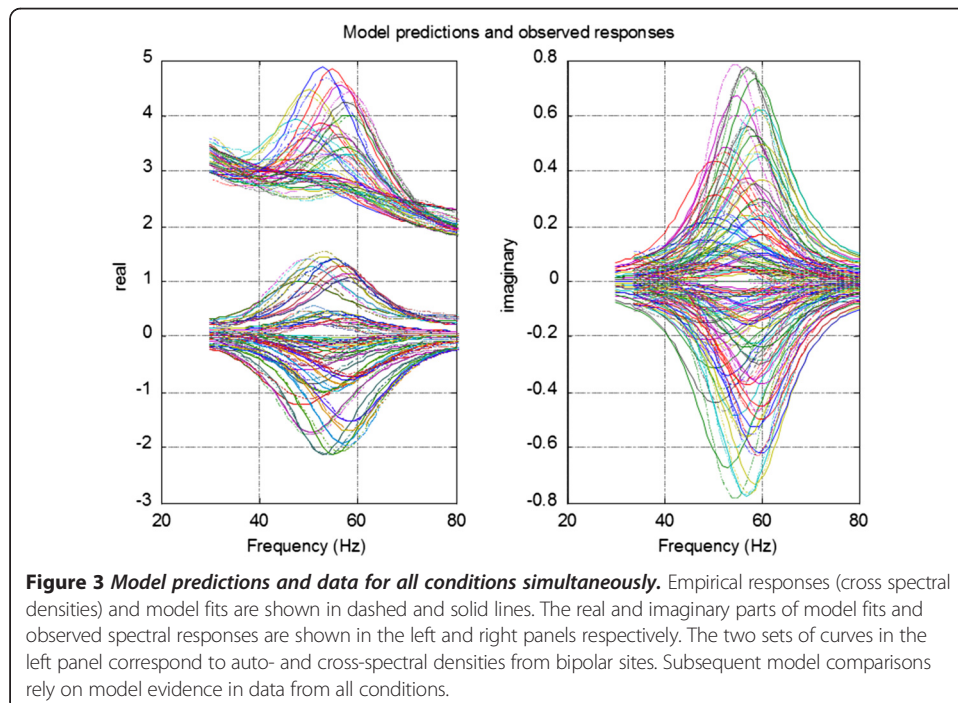 Model predictions and observed responses
5
4
3
2
1
0
-1
-2
-3
real
20 40 60 80
Frequency (Hz)
0.8
0.6
0.4
0.2
0
-0.2
-0.4
-0.6
-0.8
imaginary
20 40 60 80
Frequency (Hz)
Figure 3 Model predictions and data for all conditions simultaneously. Empirical responses (cross spectral
densities) and model fits are shown in dashed and solid lines. The real and imaginary parts of model fits and
observed spectral responses are shown in the left and right panels respectively. The two sets of curves in the
left panel correspond to auto- and cross-spectral densities from bipolar sites. Subsequent model comparisons
rely on model evidence in data from all conditions.